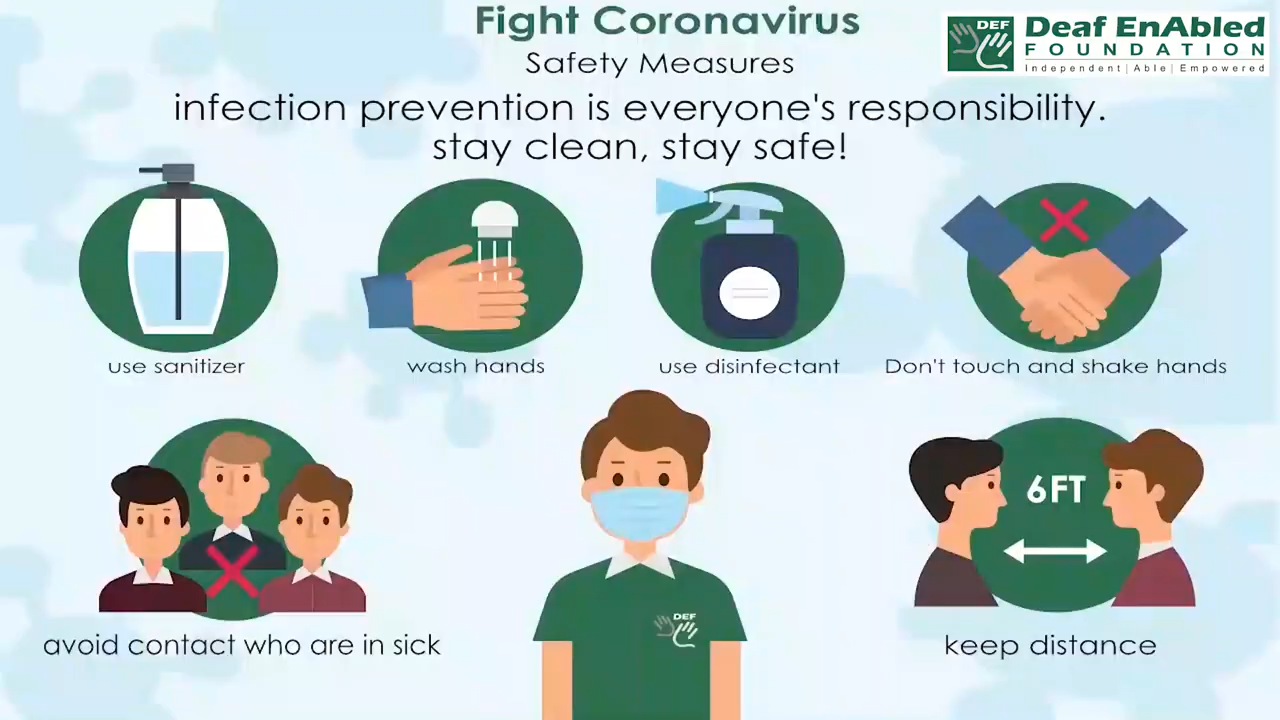 Fight Coronavirus
Safety Measures
DEF
Deaf EnAbled
FOUNDATION
Independent | Able | Empowered
infection prevention is everyone's responsibility.
stay clean, stay safe!
use sanitizer
wash hands
use disinfectant
Don't touch and shake hands
6FT
DEF
avoid contact who are in sick
keep distance